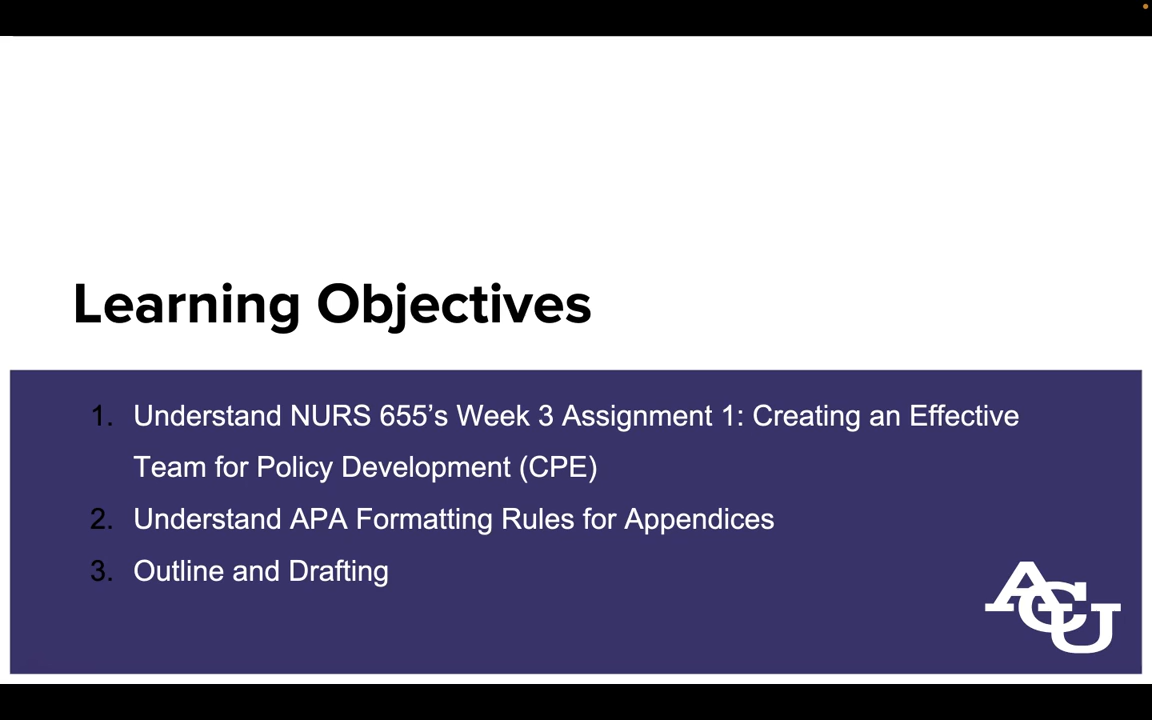 Learning Objectives
1. Understand NURS 655’s Week 3 Assignment 1: Creating an Effective
Team for Policy Development (CPE)
2. Understand APA Formatting Rules for Appendices
3. Outline and Drafting
ACU